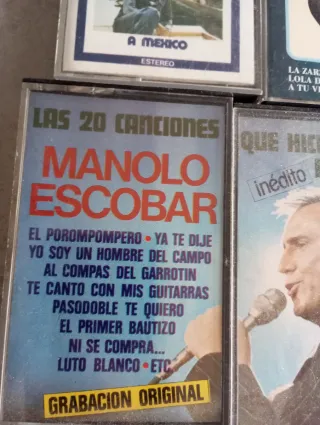 A MEXICO
ESTEREO
LA ZAR
LOLA D
A TU V
LAS 20 CANCIONES
MANOLO
ESCOBAR
EL POROMPOMPERO • YA TE DIJE
YO SOY UN HOMBRE DEL CAMPO
AL COMPAS DEL GARROTIN
TE CANTO CON MIS GUITARRAS
PASODOBLE TE QUIERO
EL PRIMER BAUTIZO
NI SE COMPRA...
LUTO BLANCO • ETC.
GRABACION ORIGINAL
QUE HIC
inédito